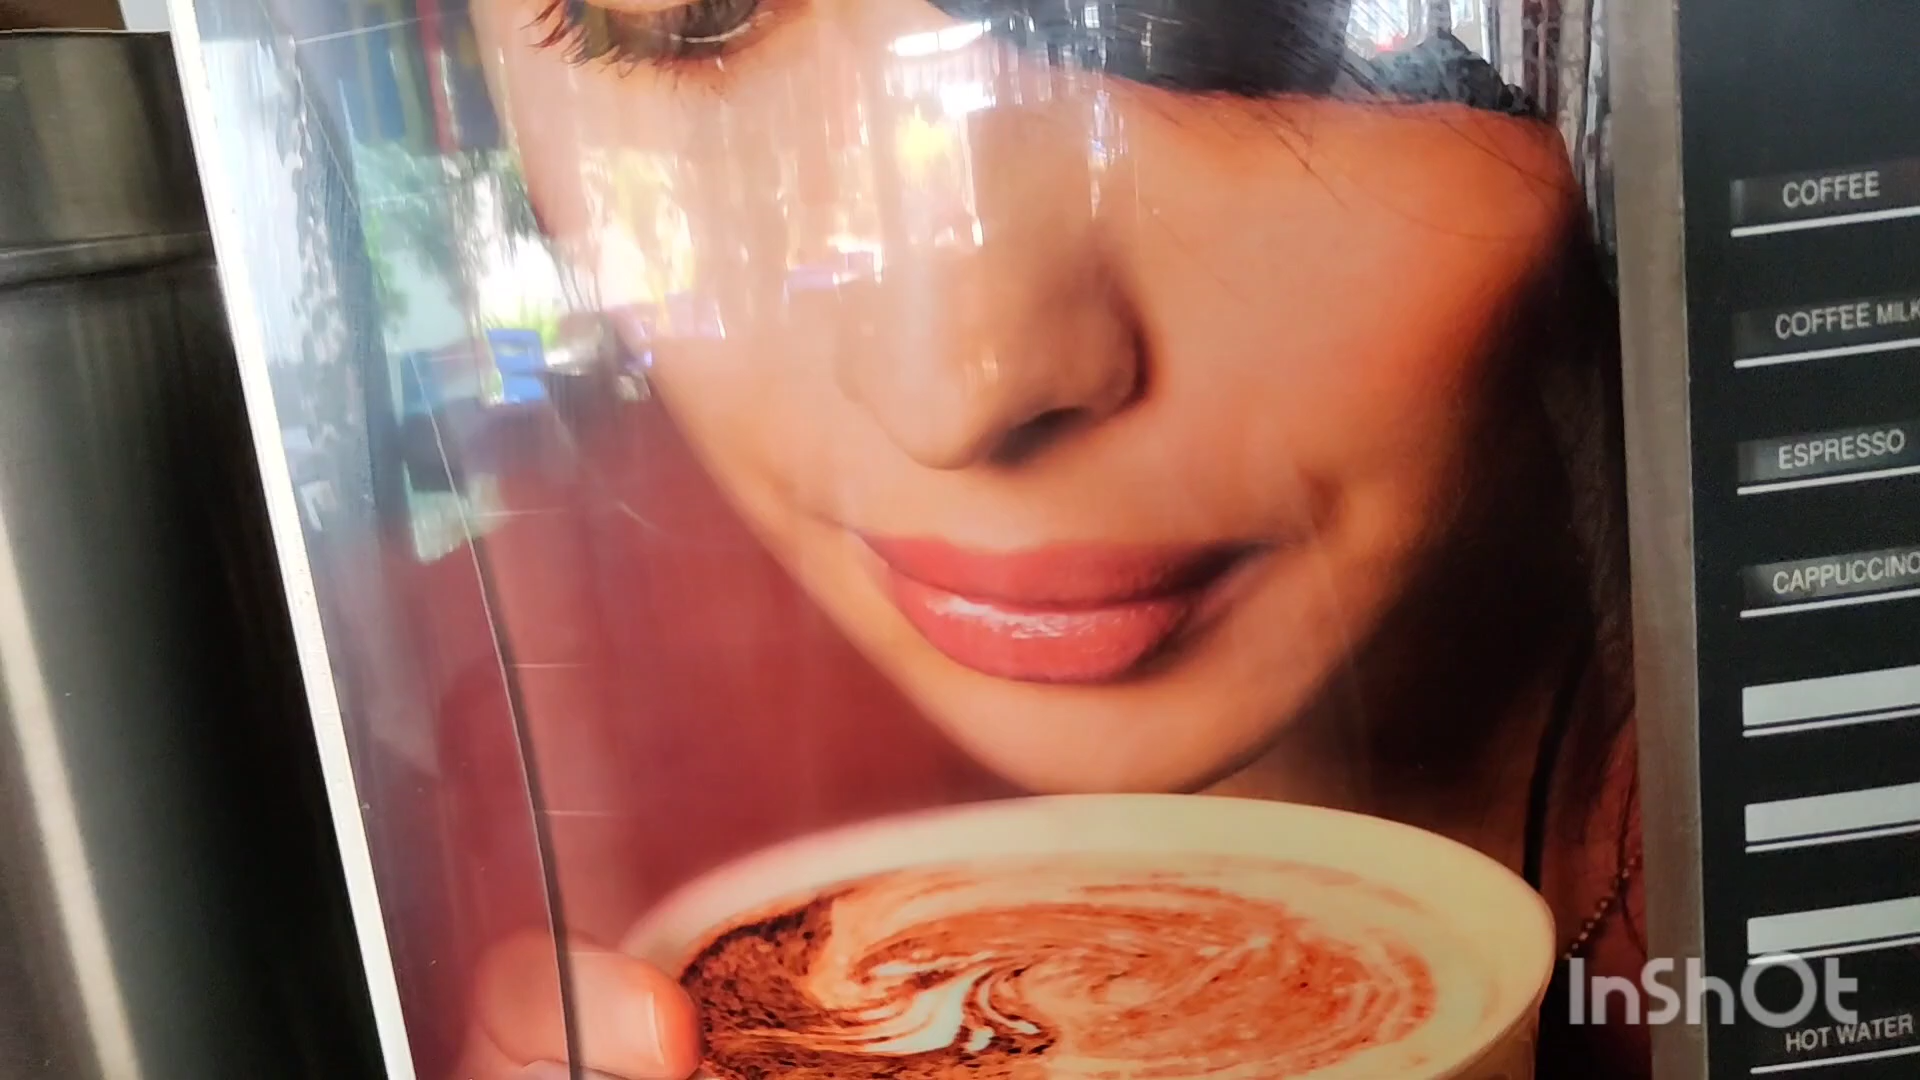 COFFEE
COFFEE MILK
ESPRESSO
CAPPUCCINO
HOT WATER
InShOt